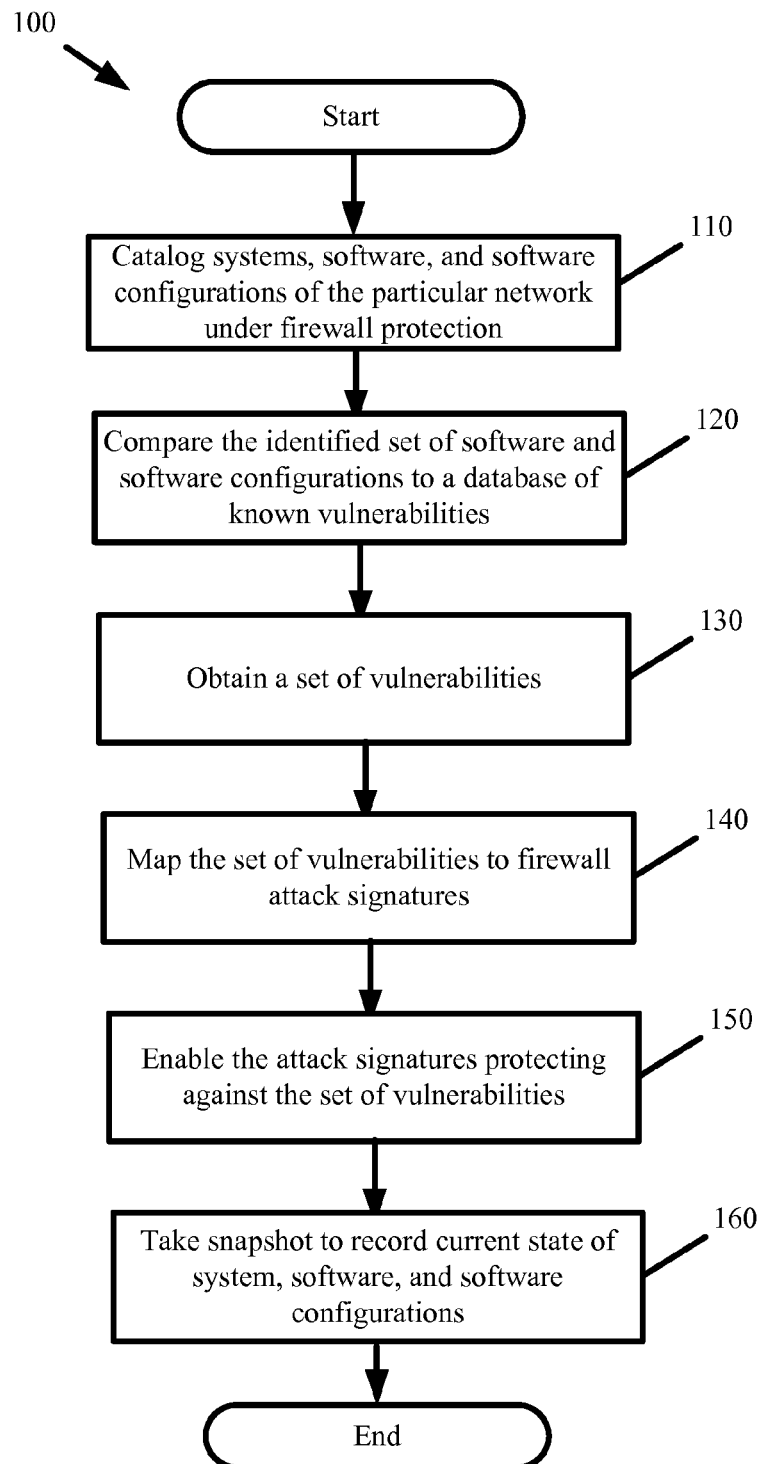 100
Start
110
Catalog systems, software, and software
configurations of the particular network
under firewall protection
120
Compare the identified set of software and
software configurations to a database of
known vulnerabilities
130
Obtain a set of vulnerabilities
140
Map the set of vulnerabilities to firewall
attack signatures
150
Enable the attack signatures protecting
against the set of vulnerabilities
160
Take snapshot to record current state of
system, software, and software
configurations
End